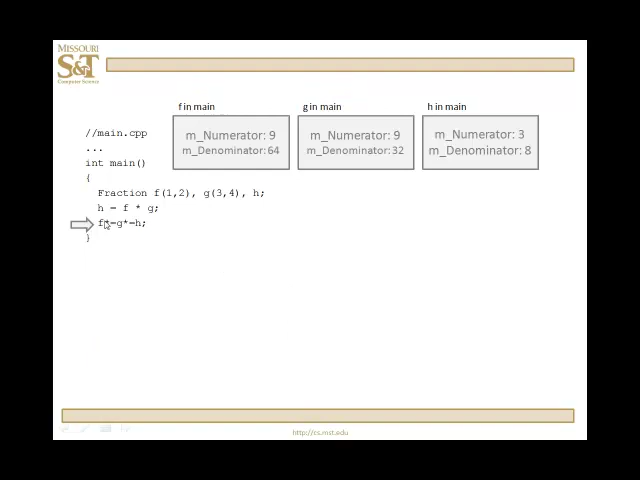 MISSOURI
S&T
Computer Science
f in main
g in main
h in main
m_Numerator: 9
m_Denominator: 64
m_Numerator: 9
m_Denominator: 32
m_Numerator: 3
m_Denominator: 8
//main.cpp
...
int main()
{
Fraction f(1,2), g(3,4), h;
h = f * g;
f*=g*=h;
}
http://cs.mst.edu